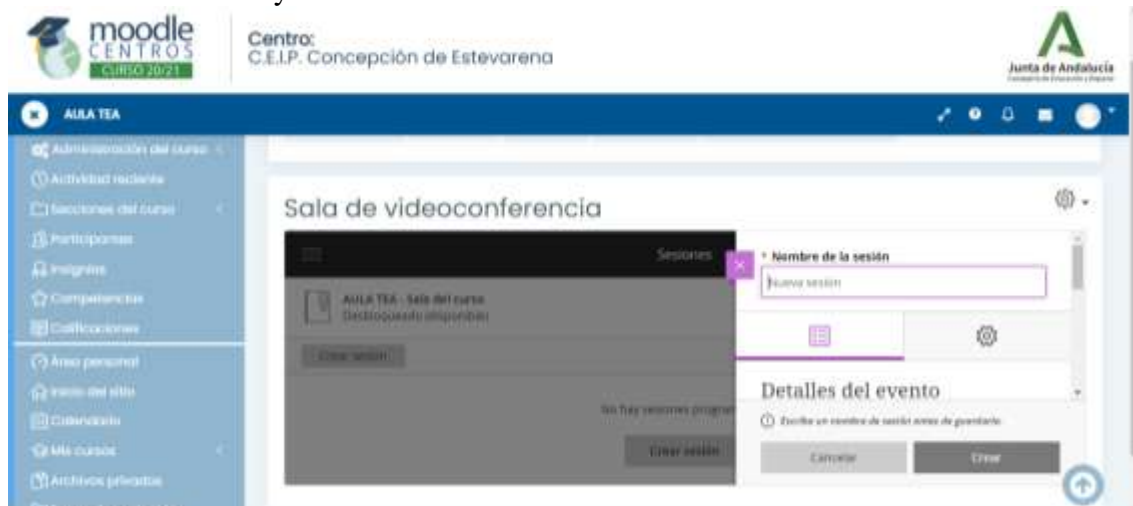 y
moodle
CENTROS
CURSO 20/21
Centro:
C.E.I.P. Concepción de Estevarena
Junta de Andalucía
AULA TEA
Administración del curso
Actividad reciente
Secciones del curso
Participantes
Insignias
Competencias
Calificaciones
Área personal
Inicio del sitio
Calendario
Mis cursos
Archivos privados
Sala de videoconferencia
Sesiones
AULA TEA - Sala del curso
Desbloqueado (disponible)
Crear sesión
No hay sesiones program
Crear sesión
* Nombre de la sesión
Nueva sesión
Detalles del evento
Escriba un nombre de sesión antes de guardarlo.
Cancelar
Crear